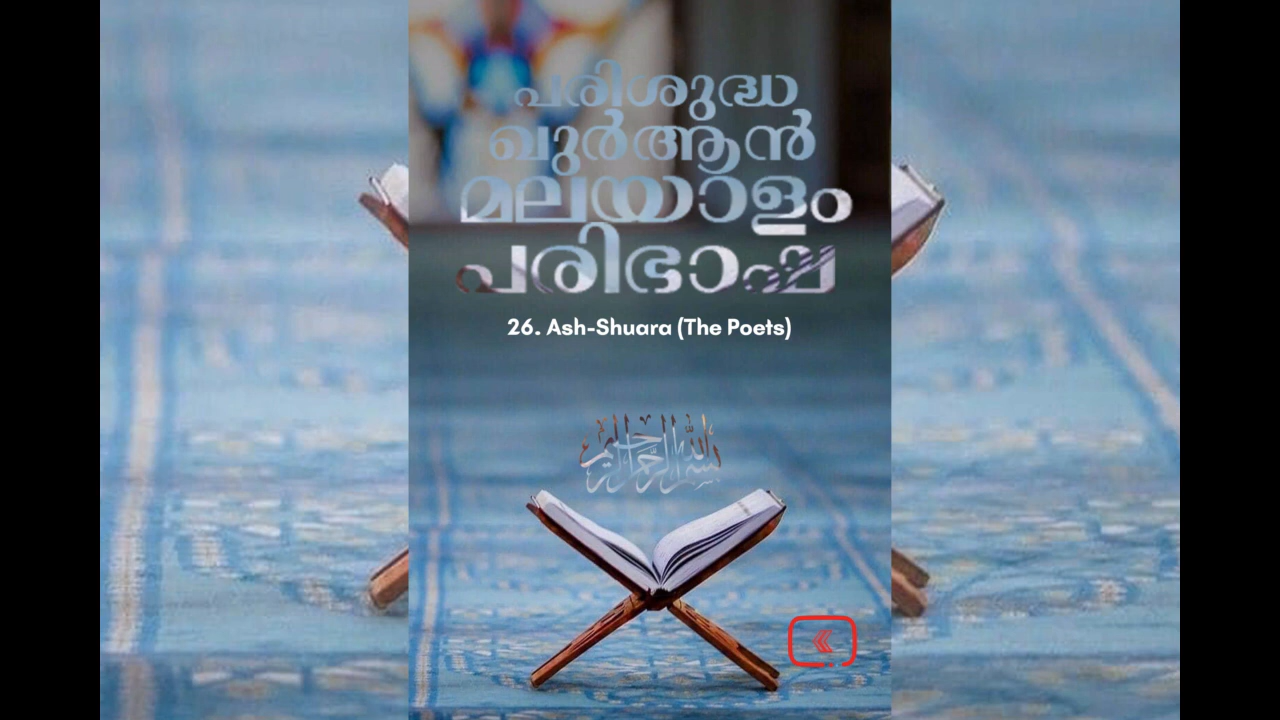 പരിശുദ്ധ
ഖുർആൻ
മലയാളം
പരിഭാഷ
26. Ash-Shuara (The Poets)
بسم الله الرحمن الرحيم